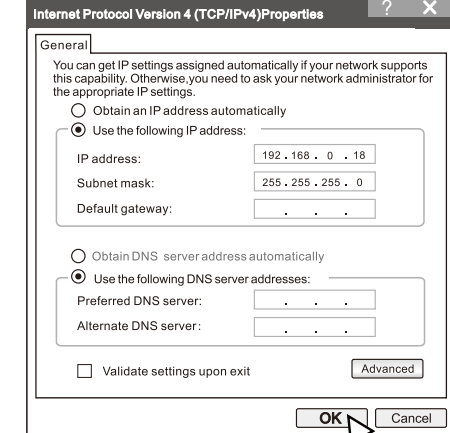 Internet Protocol Version 4 (TCP/IPv4)Properties ? X
General
You can get IP settings assigned automatically if your network supports
this capability. Otherwise,you need to ask your network administrator for
the appropriate IP settings.
Obtain an IP address automatically
Use the following IP address:
IP address: 192 . 168 . 0 . 18
Subnet mask: 255 . 255 . 255 . 0
Default gateway: . . .
Obtain DNS server address automatically
Use the following DNS server addresses:
Preferred DNS server: . . .
Alternate DNS server: . . .
Validate settings upon exit Advanced
OK Cancel